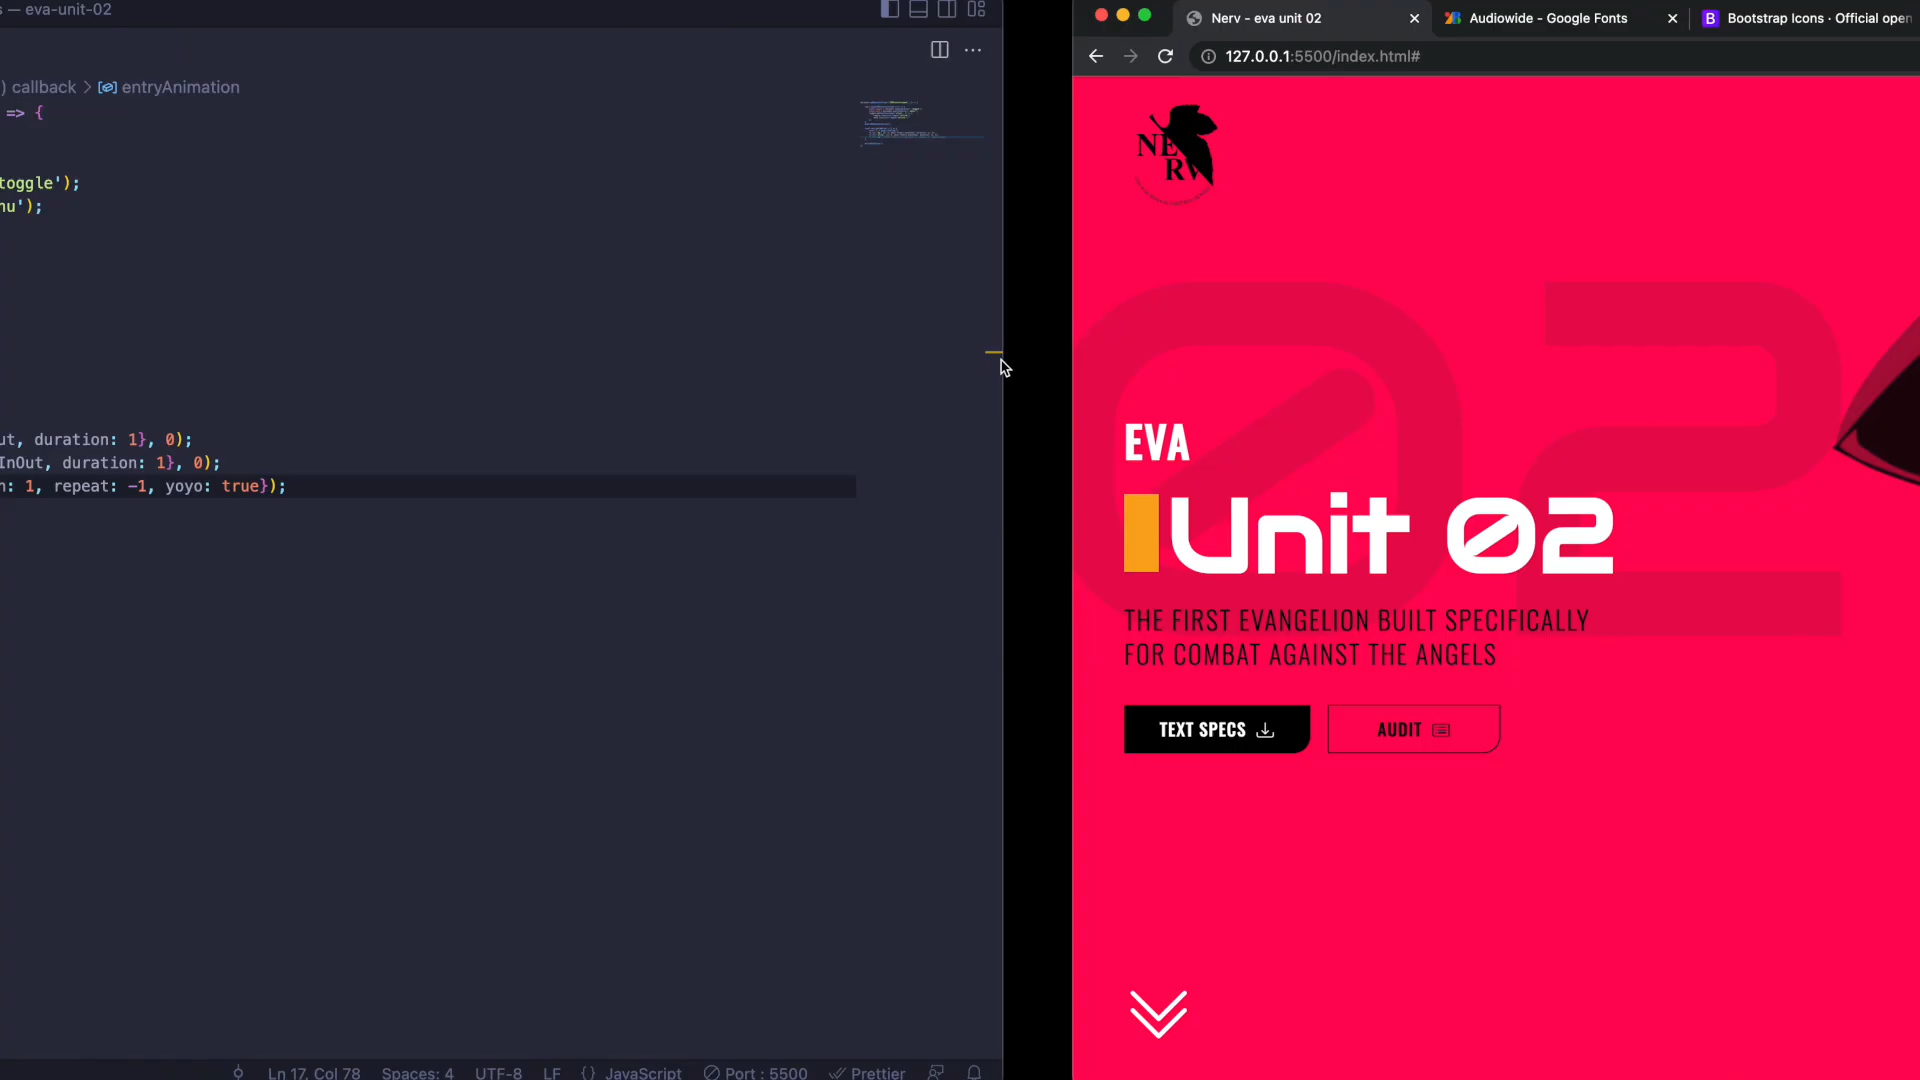 s — eva-unit-02
) callback > entryAnimation
=> {
toggle');
nu');
ut, duration: 1}, 0);
InOut, duration: 1}, 0);
n: 1, repeat: -1, yoyo: true});
Ln 17, Col 78 Spaces: 4 UTF-8 LF {} JavaScript Port : 5500 Prettier
Nerv - eva unit 02
Audiowide - Google Fonts
Bootstrap Icons · Official open
127.0.0.1:5500/index.html#
NERV
02
EVA
Unit 02
THE FIRST EVANGELION BUILT SPECIFICALLY
FOR COMBAT AGAINST THE ANGELS
TEXT SPECS
AUDIT